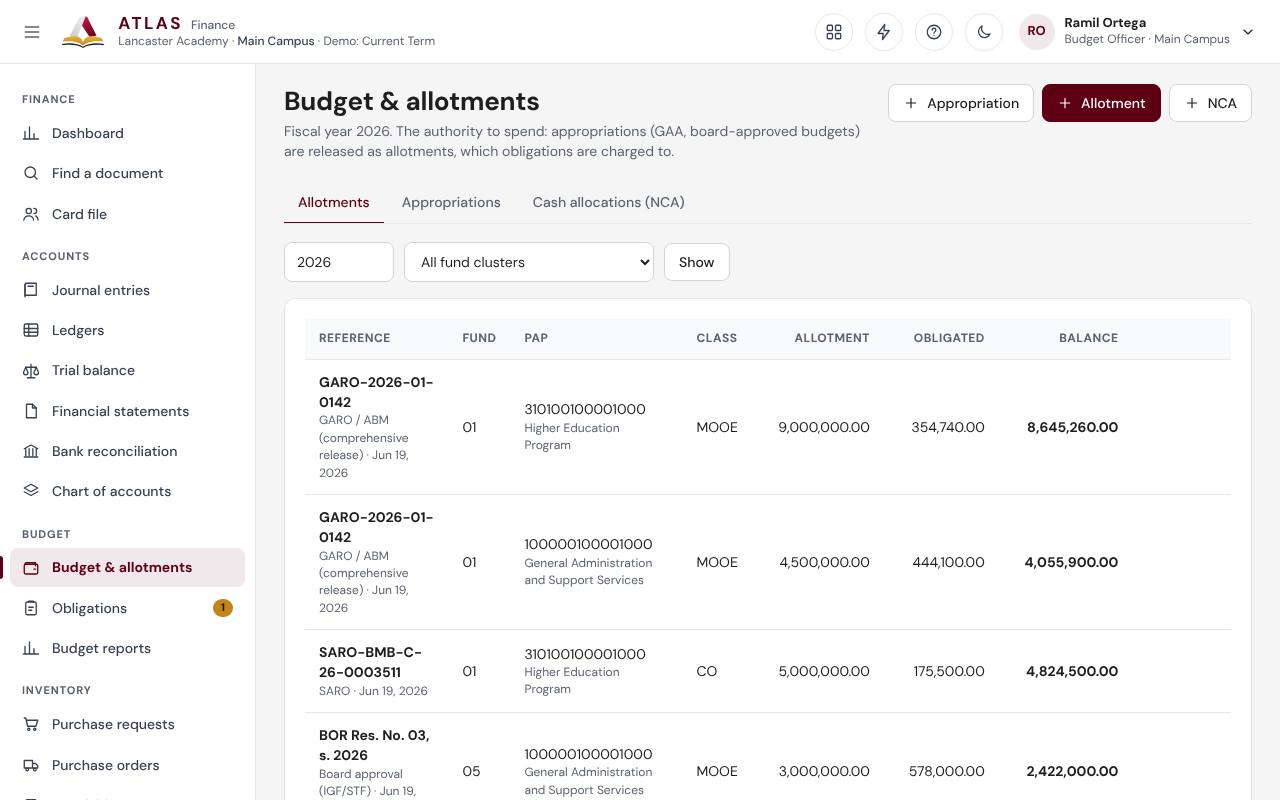 ATLAS Finance
Lancaster Academy · Main Campus · Demo: Current Term
RO
Ramil Ortega
Budget Officer · Main Campus
FINANCE
Dashboard
Find a document
Card file
ACCOUNTS
Journal entries
Ledgers
Trial balance
Financial statements
Bank reconciliation
Chart of accounts
BUDGET
Budget & allotments
Obligations 1
Budget reports
INVENTORY
Purchase requests
Purchase orders
Budget & allotments
Fiscal year 2026. The authority to spend: appropriations (GAA, board-approved budgets)
are released as allotments, which obligations are charged to.
+ Appropriation
+ Allotment
+ NCA
Allotments Appropriations Cash allocations (NCA)
2026 All fund clusters Show
REFERENCE FUND PAP CLASS ALLOTMENT OBLIGATED BALANCE
GARO-2026-01-
0142
GARO / ABM
(comprehensive
release) · Jun 19,
2026
01
310100100001000
Higher Education
Program
MOOE 9,000,000.00 354,740.00 8,645,260.00
GARO-2026-01-
0142
GARO / ABM
(comprehensive
release) · Jun 19,
2026
01
100000100001000
General Administration
and Support Services
MOOE 4,500,000.00 444,100.00 4,055,900.00
SARO-BMB-C-
26-0003511
SARO · Jun 19, 2026
01
310100100001000
Higher Education
Program
CO 5,000,000.00 175,500.00 4,824,500.00
BOR Res. No. 03,
s. 2026
Board approval
(IGF/STF) · Jun 19,
05
100000100001000
General Administration
and Support Services
MOOE 3,000,000.00 578,000.00 2,422,000.00